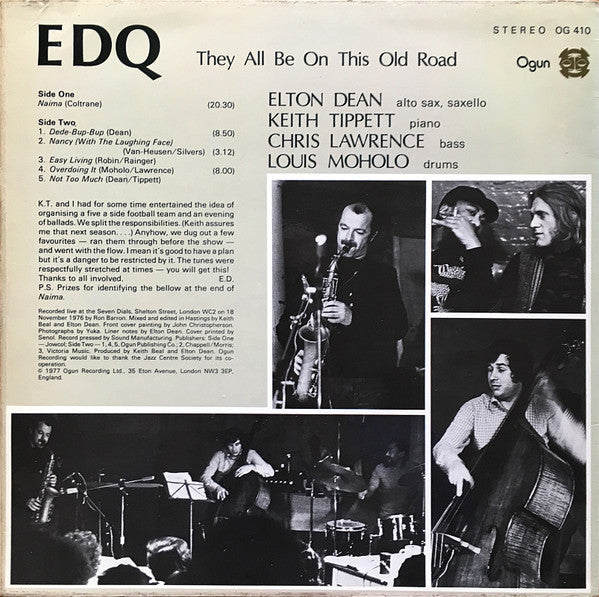 EDQ They All Be On This Old Road
STEREO OG 410
Ogun
Side One
Naima (Coltrane) (20.30)
Side Two
1. Dede-Bup-Bup (Dean) (8.50)
2. Nancy (With The Laughing Face)
(Van-Heusen/Silvers) (3.12)
3. Easy Living (Robin/Rainger)
4. Overdoing It (Moholo/Lawrence) (8.00)
5. Not Too Much (Dean/Tippett)
ELTON DEAN alto sax, saxello
KEITH TIPPETT piano
CHRIS LAWRENCE bass
LOUIS MOHOLO drums
K.T. and I had for some time entertained the idea of
organising a five a side football team and an evening
of ballads. We split the responsibilities. (Keith assures
me that next season. . . .) Anyhow, we dug out a few
favourites — ran them through before the show —
and went with the flow. I mean it's good to have a plan
but it's a danger to be restricted by it. The tunes were
respectfully stretched at times — you will get this!
Thanks to all involved. E.D.
P.S. Prizes for identifying the bellow at the end of
Naima.
Recorded live at the Seven Dials, Shelton Street, London WC2 on 18
November 1976 by Ron Barron. Mixed and edited in Hastings by Keith
Beal and Elton Dean. Front cover painting by John Christopherson.
Photographs by Yuka. Liner notes by Elton Dean. Cover printed by
Senol. Record pressed by Sound Manufacturing. Publishers: Side One
— Jowcol; Side Two — 1, 4, 5, Ogun Publishing Co.; 2, Chappell/Morris;
3, Victoria Music. Produced by Keith Beal and Elton Dean. Ogun
Recording would like to thank the Jazz Centre Society for its co-
operation.
© 1977 Ogun Recording Ltd., 35 Eton Avenue, London NW3 3EP,
England.